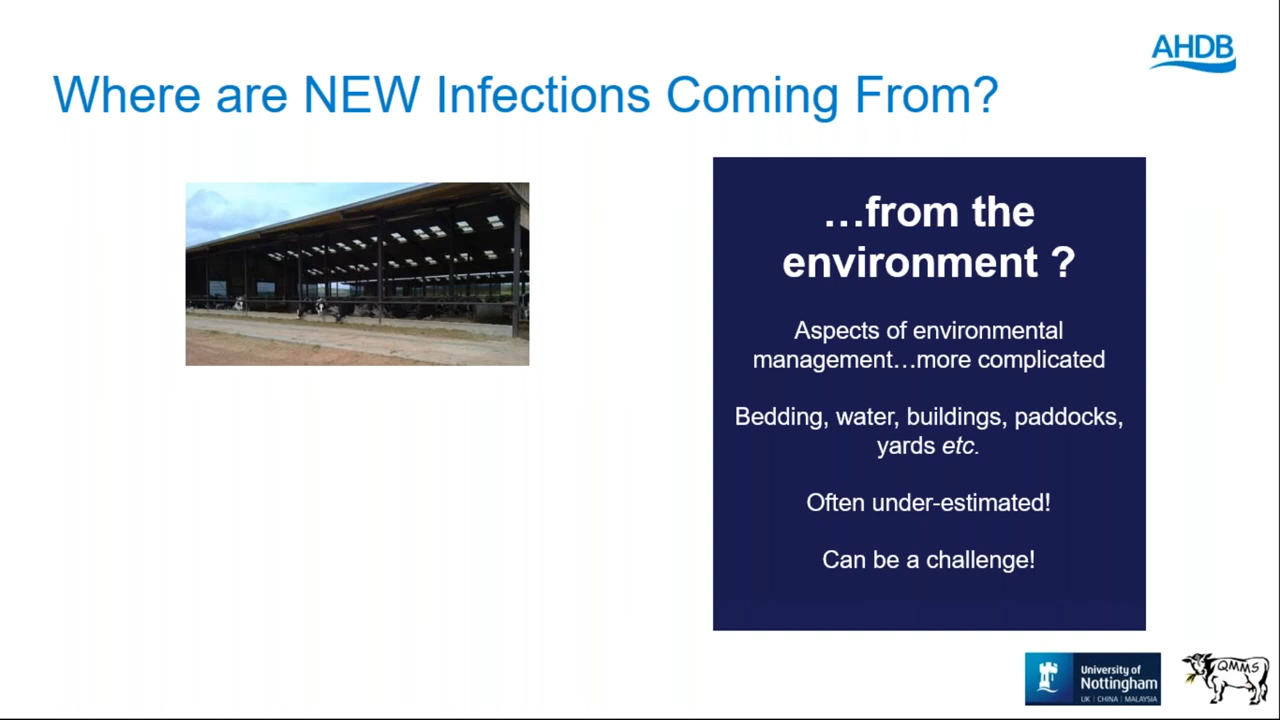 AHDB
Where are NEW Infections Coming From?
…from the
environment ?
Aspects of environmental
management…more complicated
Bedding, water, buildings, paddocks,
yards etc.
Often under-estimated!
Can be a challenge!
University of
Nottingham
UK | CHINA | MALAYSIA
QMMS